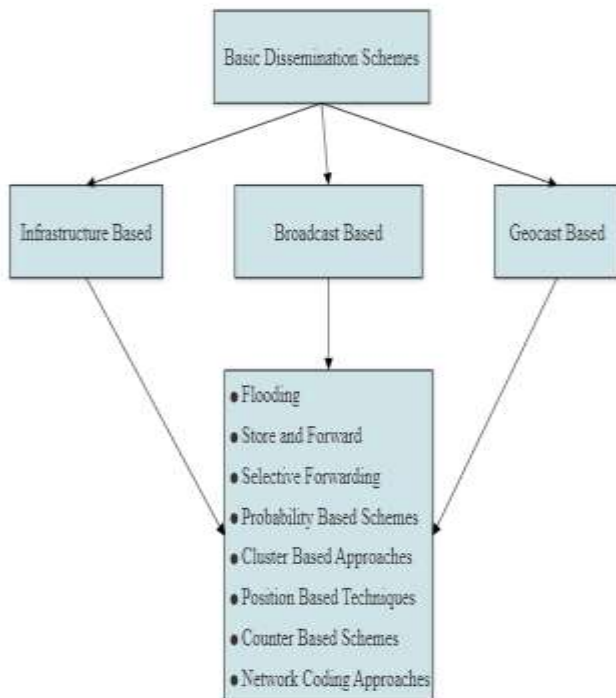 Basic Dissemination Schemes
Infrastructure Based
Broadcast Based
Geocast Based
● Flooding
● Store and Forward
● Selective Forwarding
● Probability Based Schemes
● Cluster Based Approaches
● Position Based Techniques
● Counter Based Schemes
● Network Coding Approaches